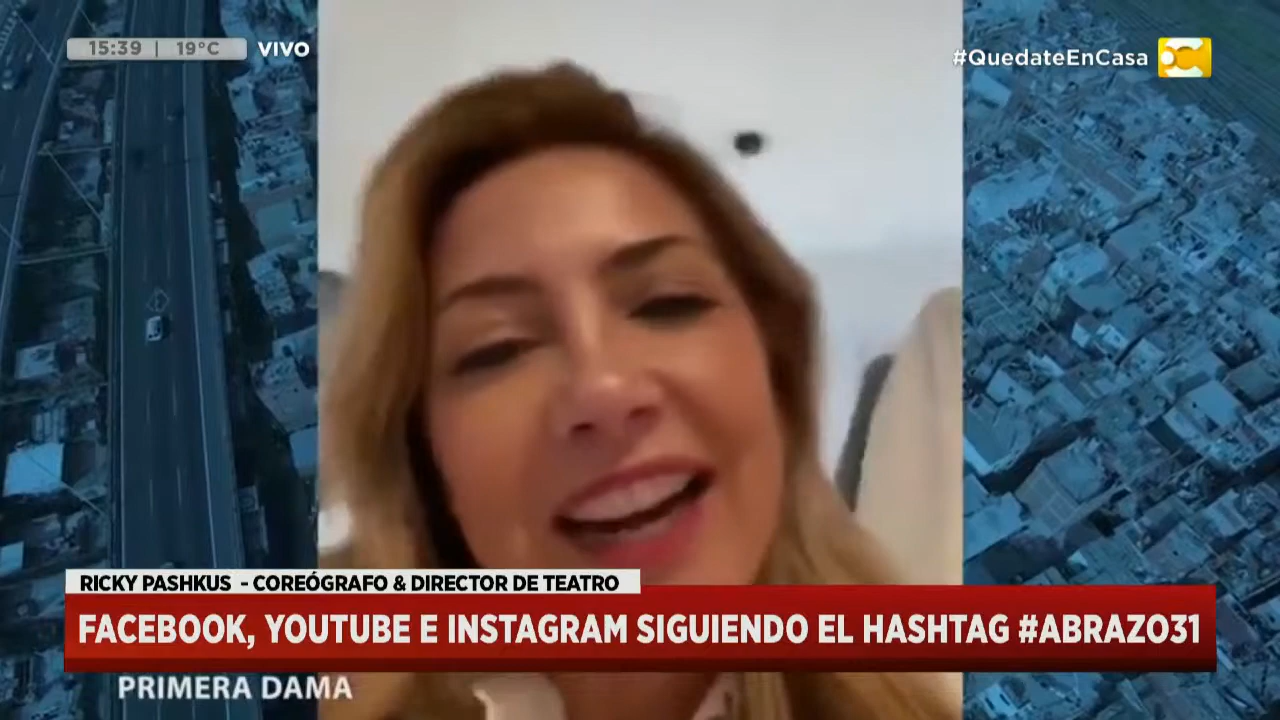 15:39 | 19°C VIVO
#QuedateEnCasa
RICKY PASHKUS - COREÓGRAFO & DIRECTOR DE TEATRO
FACEBOOK, YOUTUBE E INSTAGRAM SIGUIENDO EL HASHTAG #ABRAZO31
PRIMERA DAMA